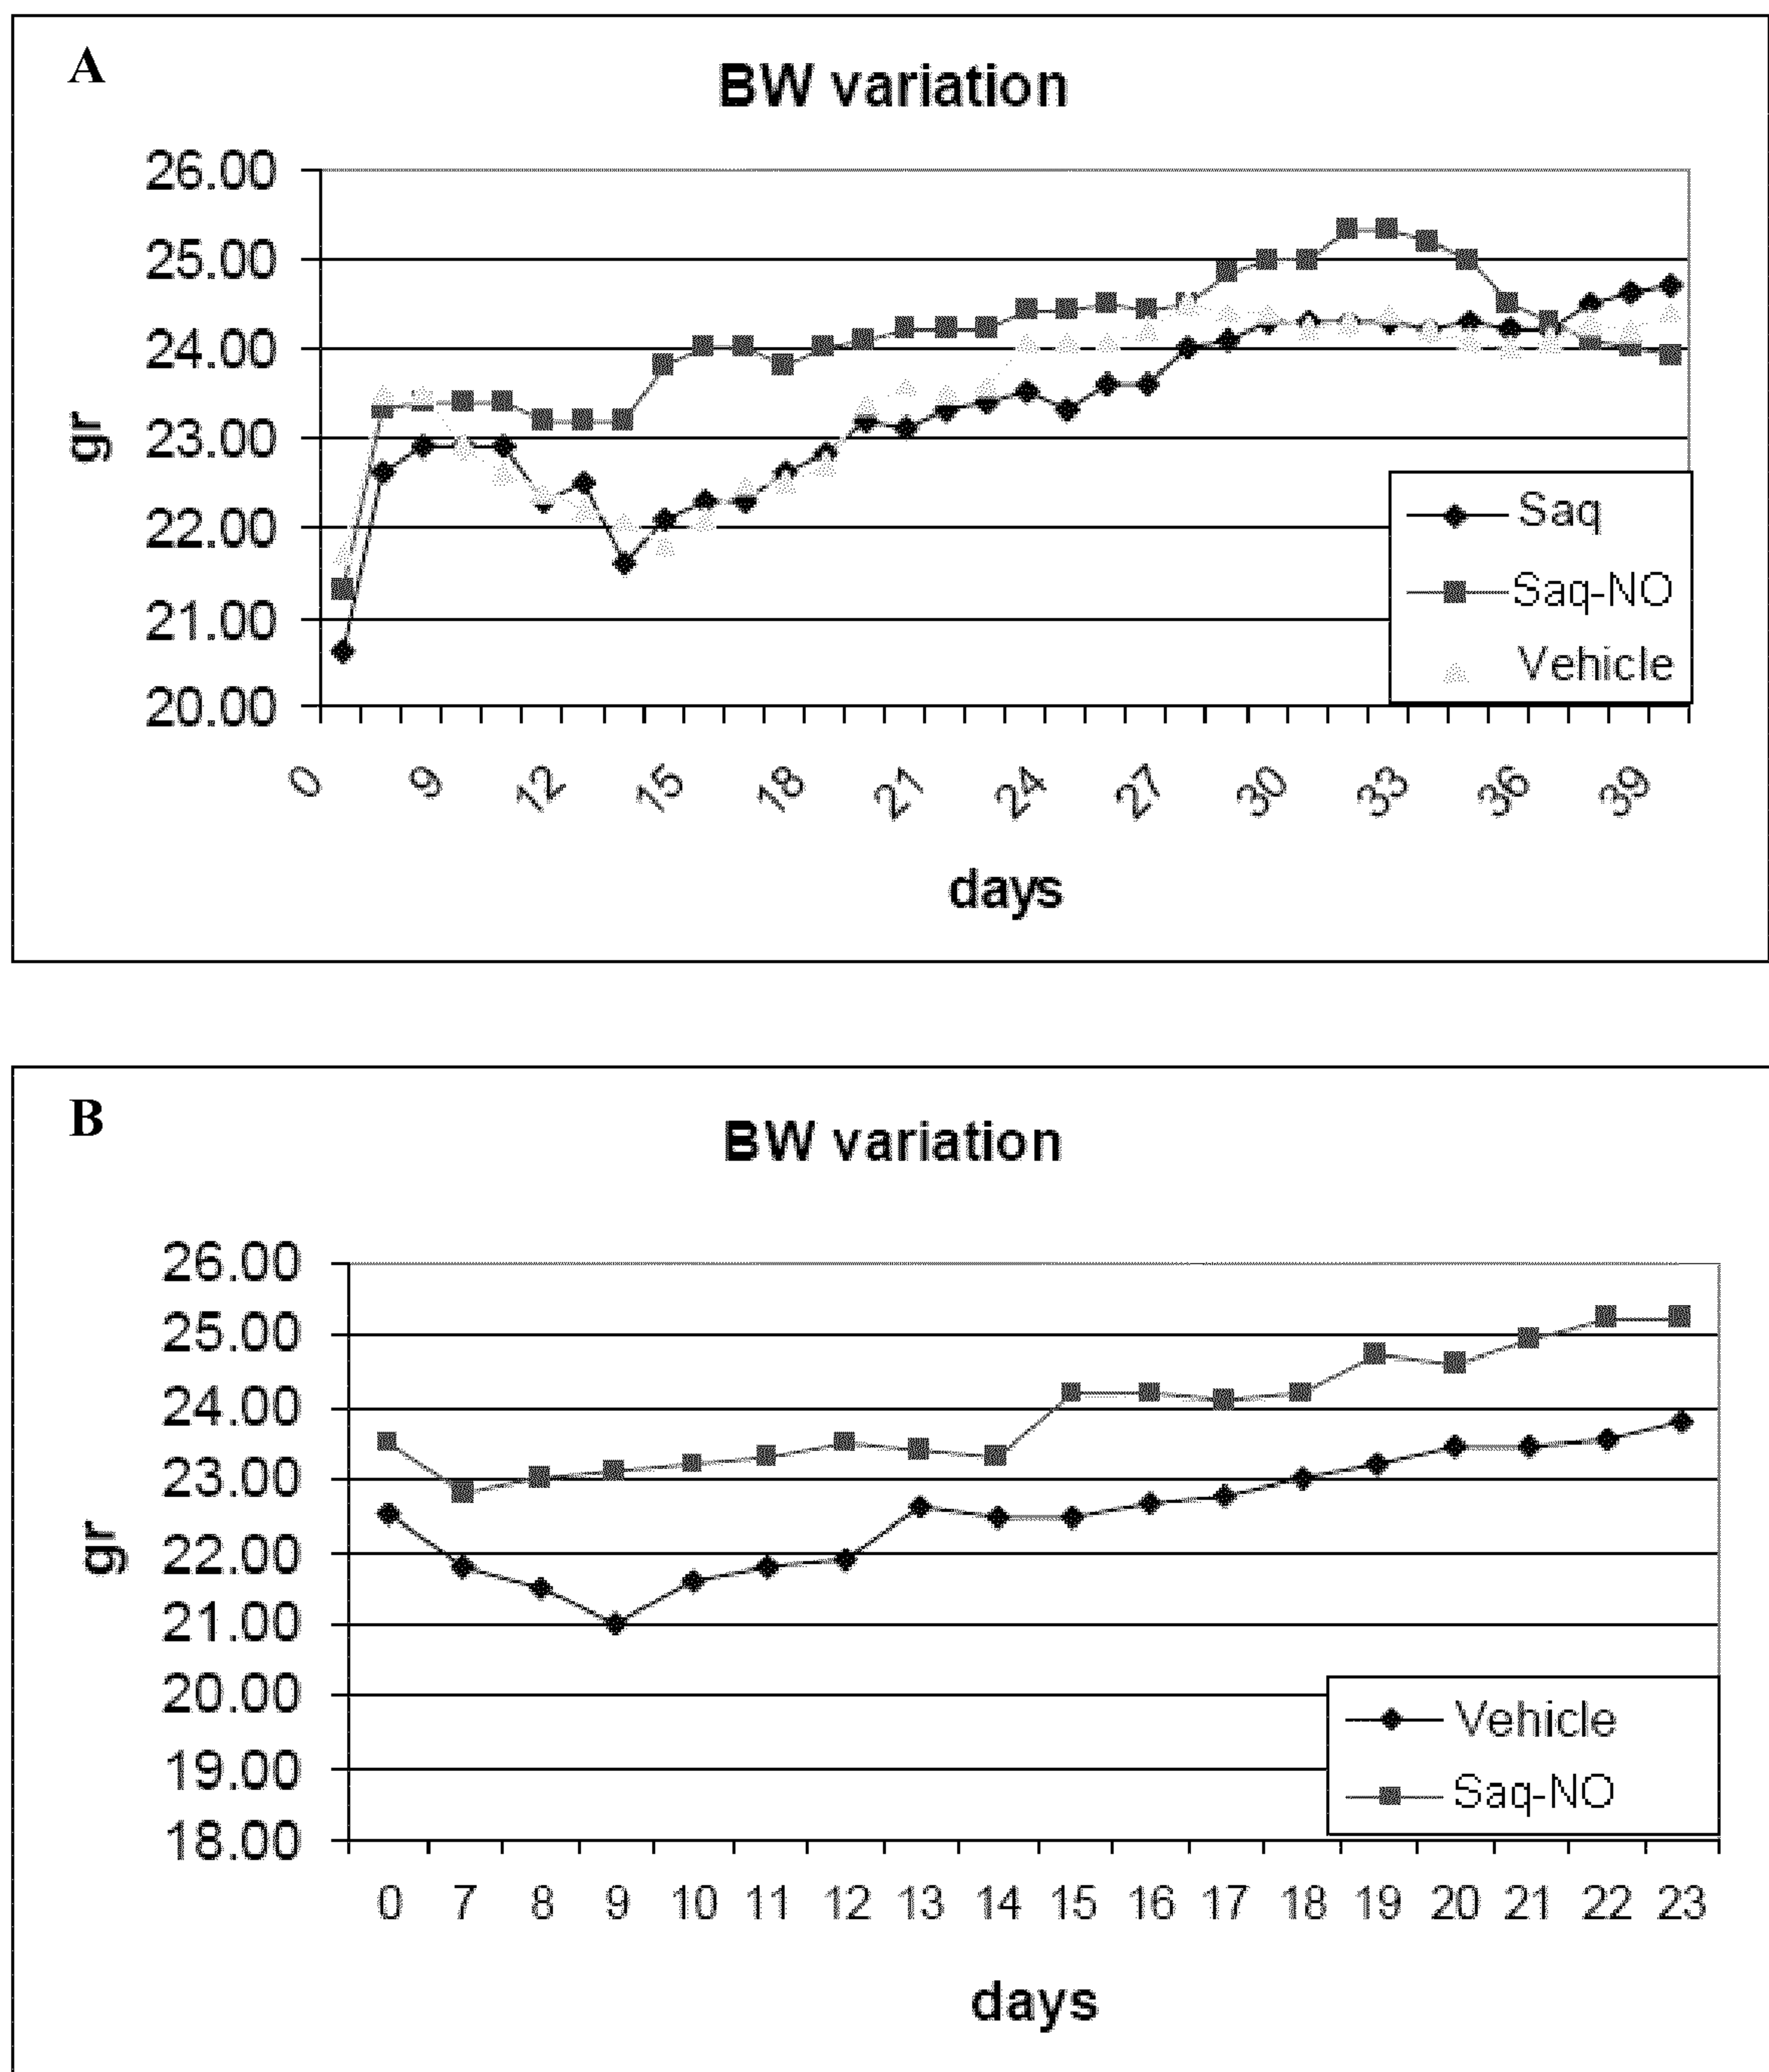 A
BW variation
26.00
25.00
24.00
23.00
22.00
21.00
20.00
gr
Saq
Saq-NO
Vehicle
0 9 12 15 18 21 24 27 30 33 36 39
days
B
BW variation
26.00
25.00
24.00
23.00
22.00
21.00
20.00
19.00
18.00
gr
Vehicle
Saq-NO
0 7 8 9 10 11 12 13 14 15 16 17 18 19 20 21 22 23
days